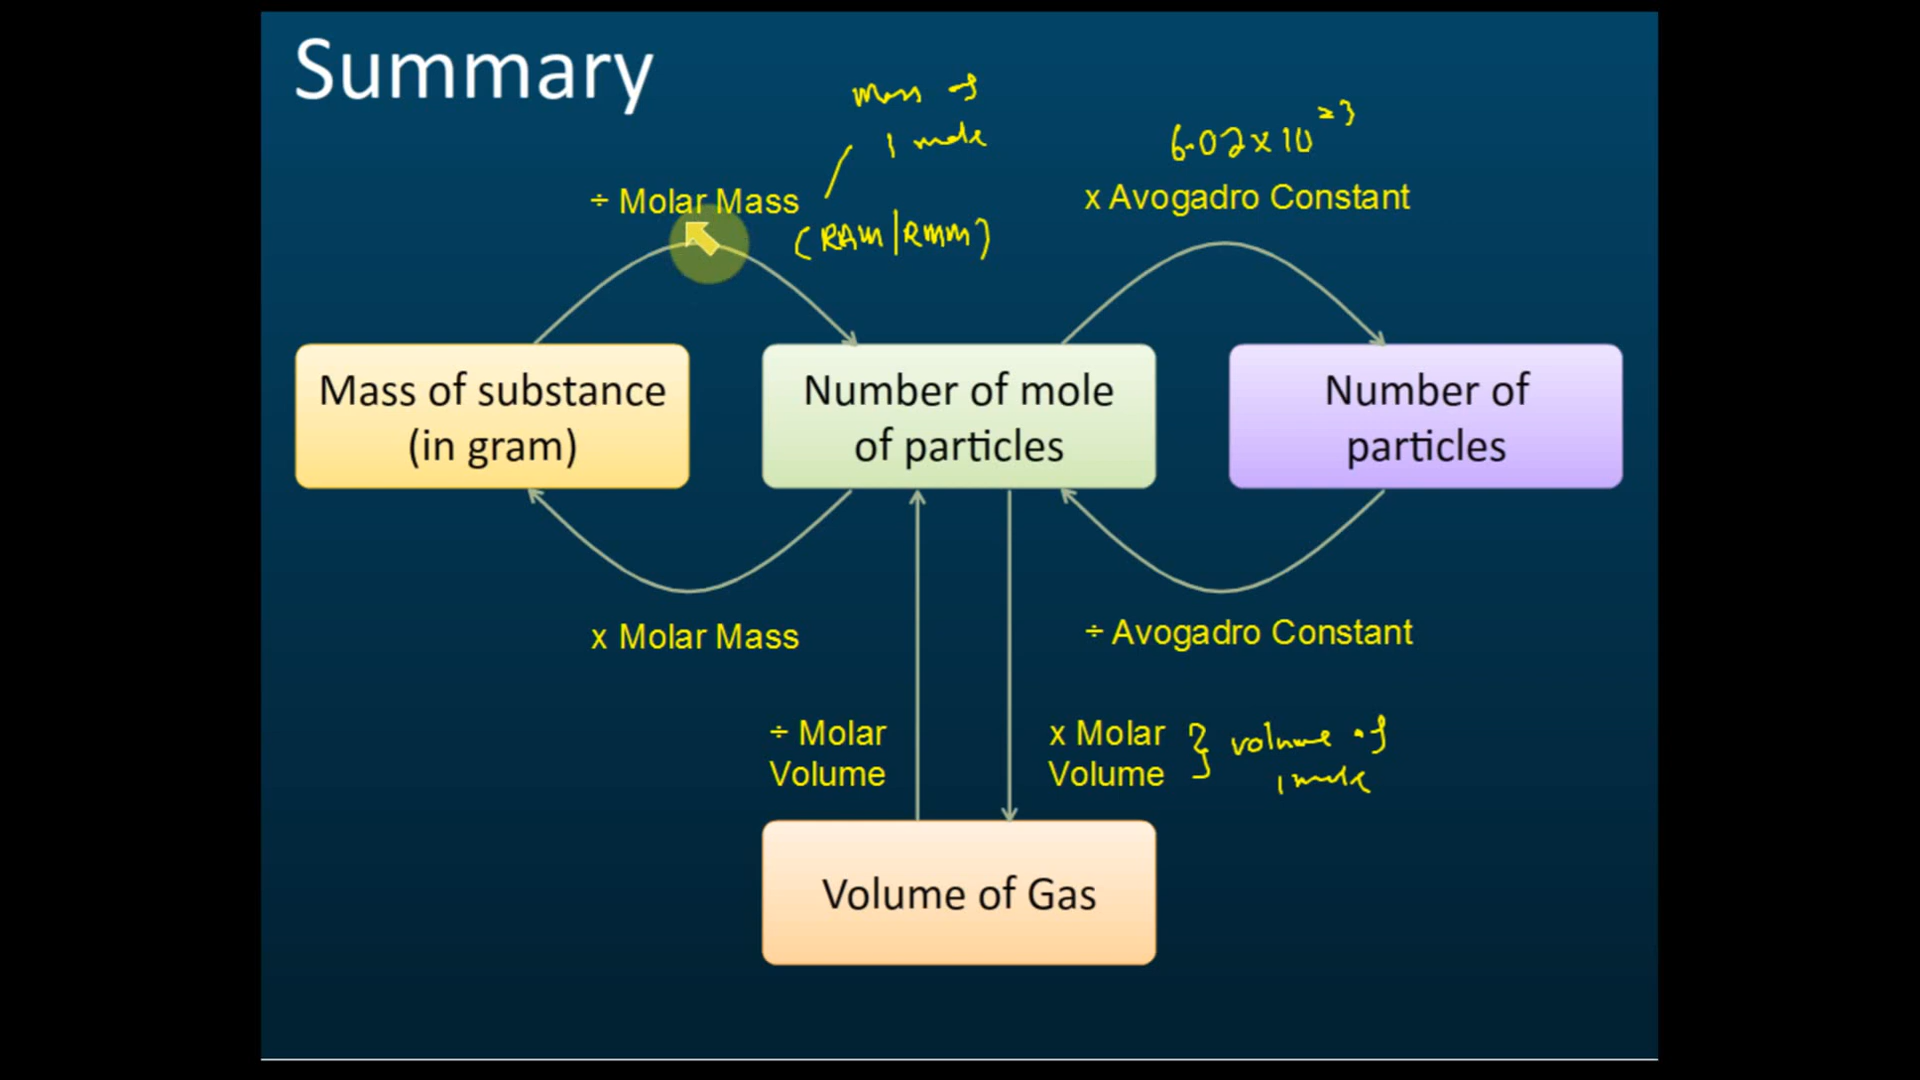 Summary
Mass of
1 mole
6.02x10²³
÷ Molar Mass
x Avogadro Constant
(RAM|RMM)
Mass of substance
(in gram)
Number of mole
of particles
Number of
particles
x Molar Mass
÷ Avogadro Constant
÷ Molar
Volume
x Molar
Volume
} volume of
1 mole
Volume of Gas